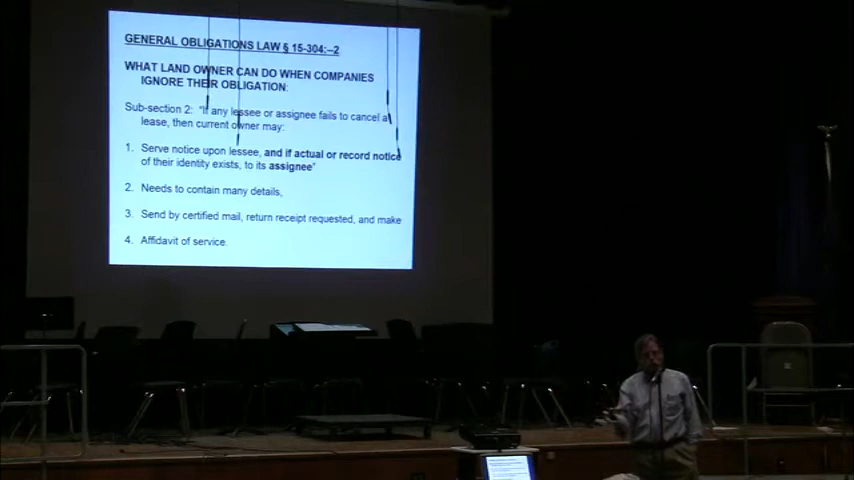 GENERAL OBLIGATIONS LAW § 15-304:–2
WHAT LAND OWNER CAN DO WHEN COMPANIES
IGNORE THEIR OBLIGATION:
Sub-section 2: "If any lessee or assignee fails to cancel a
lease, then current owner may:
1. Serve notice upon lessee, and if actual or record notice
of their identity exists, to its assignee"
2. Needs to contain many details,
3. Send by certified mail, return receipt requested, and make
4. Affidavit of service.